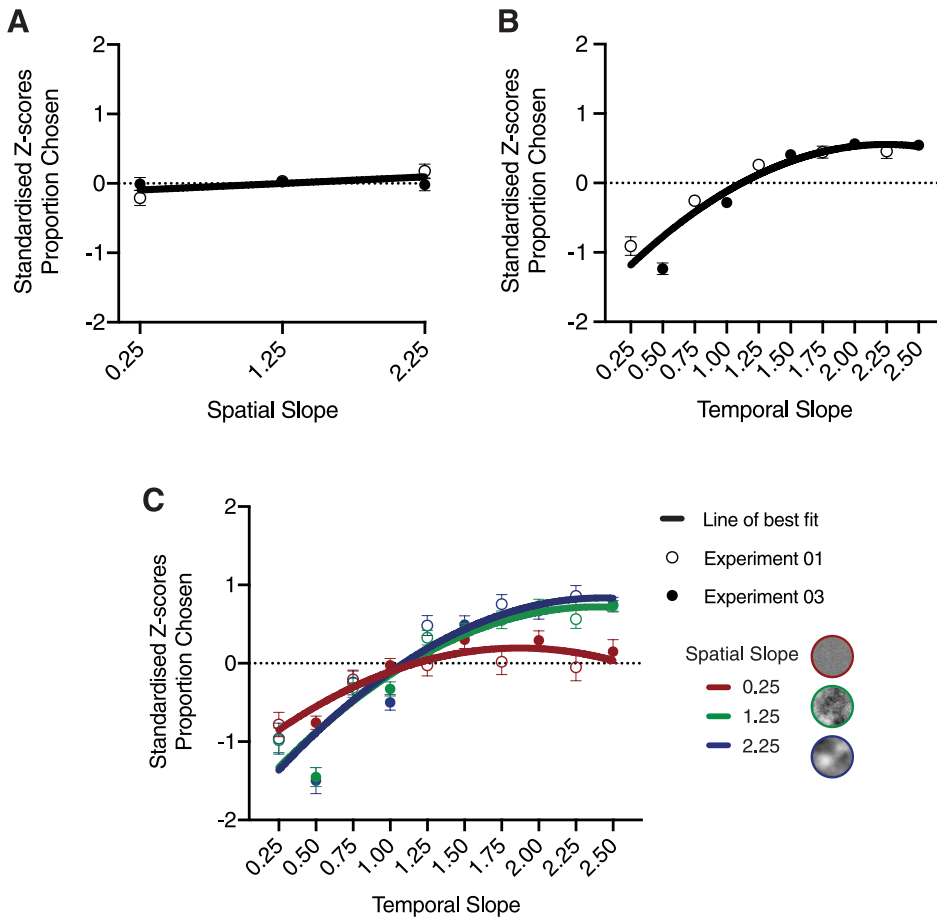 A
Standardised Z-scores
Proportion Chosen
2
1
0
-1
-2
0.25
1.25
2.25
Spatial Slope
B
Standardised Z-scores
Proportion Chosen
2
1
0
-1
-2
0.25
0.50
0.75
1.00
1.25
1.50
1.75
2.00
2.25
2.50
Temporal Slope
C
Standardised Z-scores
Proportion Chosen
2
1
0
-1
-2
0.25
0.50
0.75
1.00
1.25
1.50
1.75
2.00
2.25
2.50
Temporal Slope
Line of best fit
Experiment 01
Experiment 03
Spatial Slope
0.25
1.25
2.25